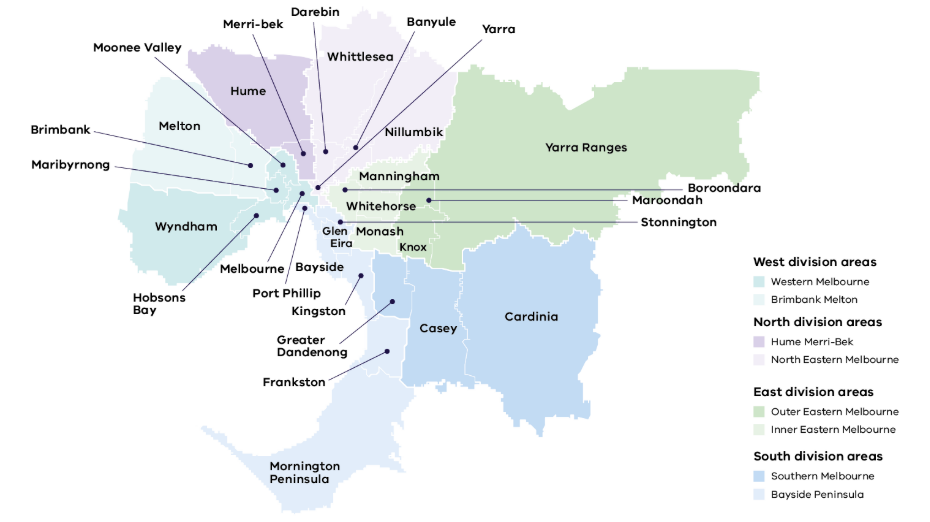 Darebin
Merri-bek
Banyule
Yarra
Moonee Valley
Whittlesea
Hume
Melton
Brimbank
Nillumbik
Yarra Ranges
Maribyrnong
Manningham
Boroondara
Maroondah
Whitehorse
Stonnington
Wyndham
Glen
Eira
Monash
Knox
Melbourne
Bayside
Port Phillip
Hobsons
Bay
Kingston
Cardinia
Casey
Greater
Dandenong
Frankston
Mornington
Peninsula
West division areas
Western Melbourne
Brimbank Melton
North division areas
Hume Merri-Bek
North Eastern Melbourne
East division areas
Outer Eastern Melbourne
Inner Eastern Melbourne
South division areas
Southern Melbourne
Bayside Peninsula